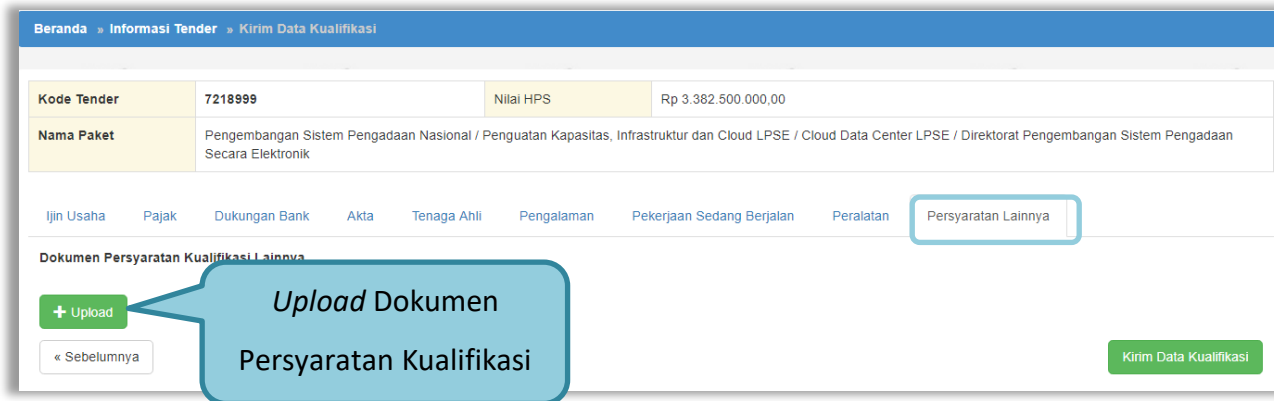 Beranda » Informasi Tender » Kirim Data Kualifikasi
Kode Tender 7218999 Nilai HPS Rp 3.382.500.000,00
Nama Paket Pengembangan Sistem Pengadaan Nasional / Penguatan Kapasitas, Infrastruktur dan Cloud LPSE / Cloud Data Center LPSE / Direktorat Pengembangan Sistem Pengadaan
Secara Elektronik
Ijin Usaha Pajak Dukungan Bank Akta Tenaga Ahli Pengalaman Pekerjaan Sedang Berjalan Peralatan Persyaratan Lainnya
Dokumen Persyaratan Kualifikasi Lainnya
+ Upload
Upload Dokumen
Persyaratan Kualifikasi
« Sebelumnya
Kirim Data Kualifikasi